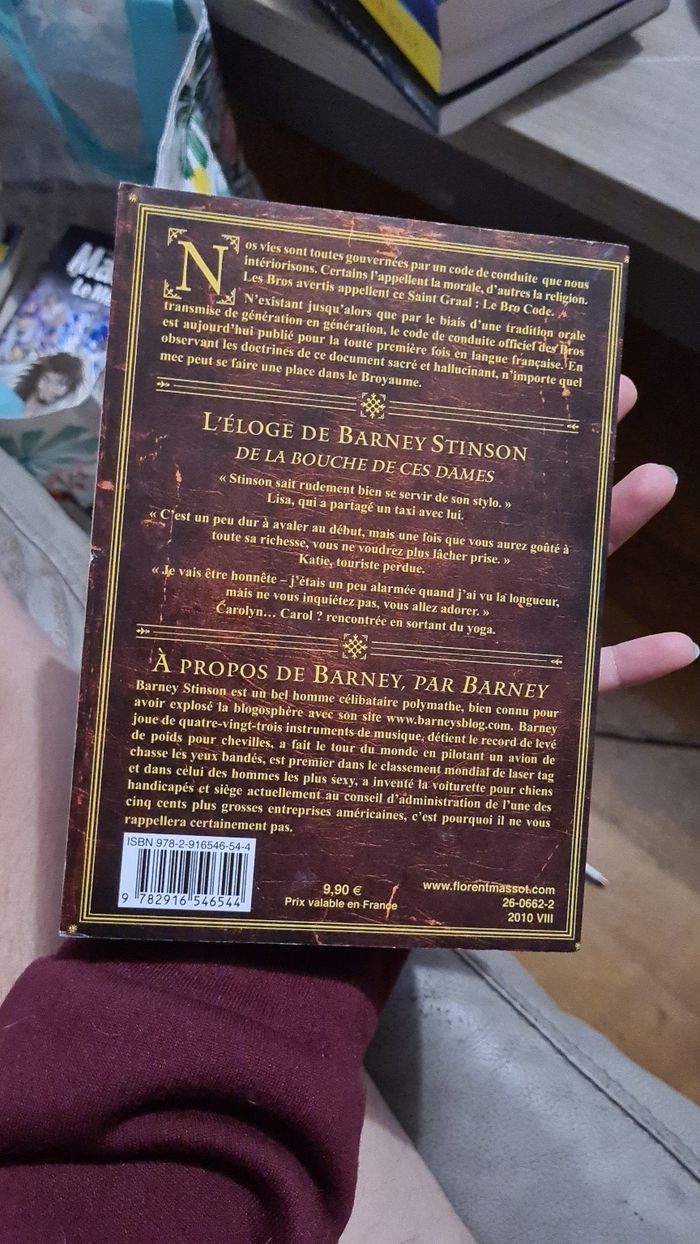 Ma
Nos vies sont toutes gouvernées par un code de conduite que nous
intériorisons. Certains l'appellent la morale, d'autres la religion.
Les Bros avertis appellent ce Saint Graal : Le Bro Code.
N'existant jusqu'alors que par le biais d'une tradition orale
transmise de génération en génération, le code de conduite officiel des Bros
est aujourd'hui publié pour la toute première fois en langue française. En
observant les doctrines de ce document sacré et hallucinant, n'importe quel
mec peut se faire une place dans le Broyaume.
L'ÉLOGE DE BARNEY STINSON
DE LA BOUCHE DE CES DAMES
« Stinson sait rudement bien se servir de son stylo. »
Lisa, qui a partagé un taxi avec lui.
« C'est un peu dur à avaler au début, mais une fois que vous aurez goûté à
toute sa richesse, vous ne voudrez plus lâcher prise. »
Katie, touriste perdue.
« Je vais être honnête – j'étais un peu alarmée quand j'ai vu la longueur,
mais ne vous inquiétez pas, vous allez adorer. »
Carolyn… Carol ? rencontrée en sortant du yoga.
À PROPOS DE BARNEY, PAR BARNEY
Barney Stinson est un bel homme célibataire polymathe, bien connu pour
avoir explosé la blogosphère avec son site www.barneysblog.com. Barney
joue de quatre-vingt-trois instruments de musique, détient le record de levé
de poids pour chevilles, a fait le tour du monde en pilotant un avion de
chasse les yeux bandés, est premier dans le classement mondial de laser tag
et dans celui des hommes les plus sexy, a inventé la voiturette pour chiens
handicapés et siège actuellement au conseil d'administration de l'une des
cinq cents plus grosses entreprises américaines, c'est pourquoi il ne vous
rappellera certainement pas.
ISBN 978-2-916546-54-4
9 782916 546544
9,90 €
Prix valable en France
www.florentmassot.com
26-0662-2
2010 VIII